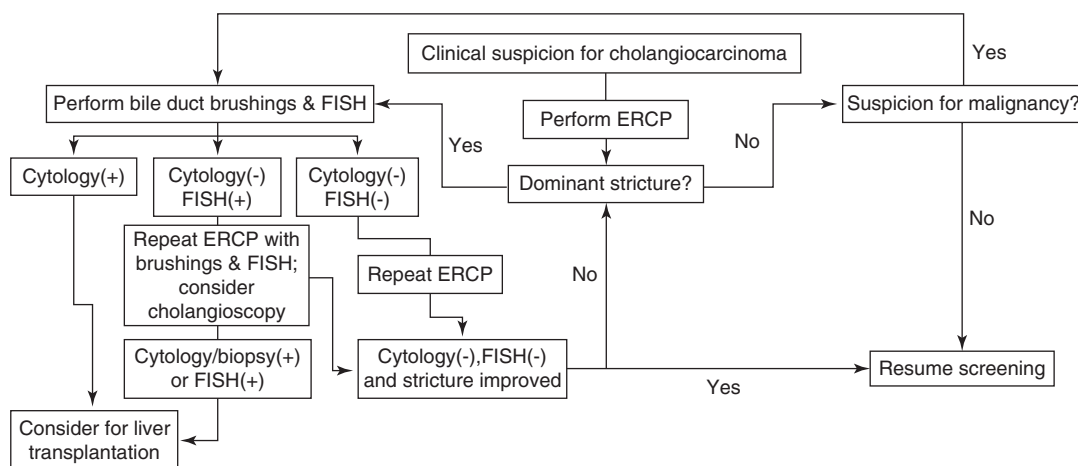 Yes
Clinical suspicion for cholangiocarcinoma
Perform bile duct brushings & FISH
Perform ERCP
Suspicion for malignancy?
Yes
No
Cytology(+)
Cytology(-)
FISH(+)
Cytology(-)
FISH(-)
Dominant stricture?
No
Repeat ERCP with
brushings & FISH;
consider
cholangioscopy
Repeat ERCP
No
Cytology/biopsy(+)
or FISH(+)
Cytology(-),FISH(-)
and stricture improved
Yes
Resume screening
Consider for liver
transplantation